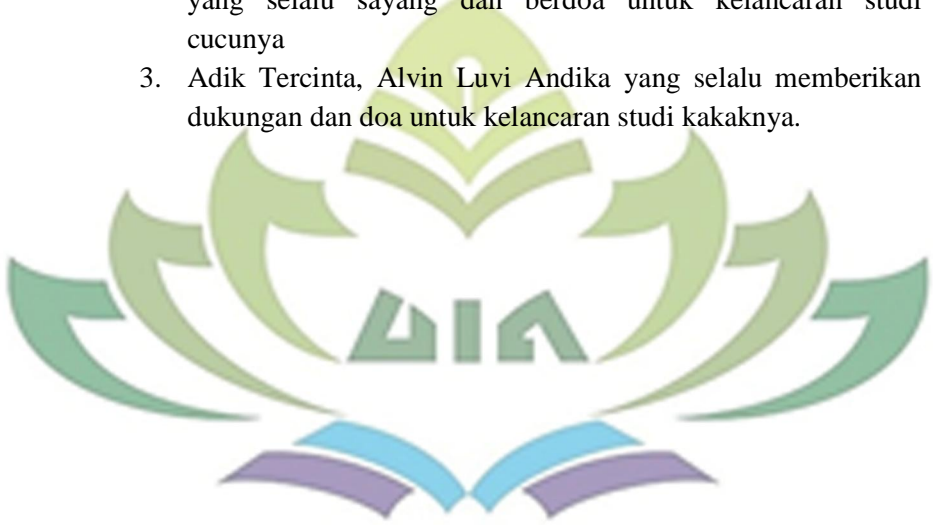 yang selalu sayang dan berdoa untuk kelancaran studi
cucunya
3. Adik Tercinta, Alvin Luvi Andika yang selalu memberikan
dukungan dan doa untuk kelancaran studi kakaknya.
UIN